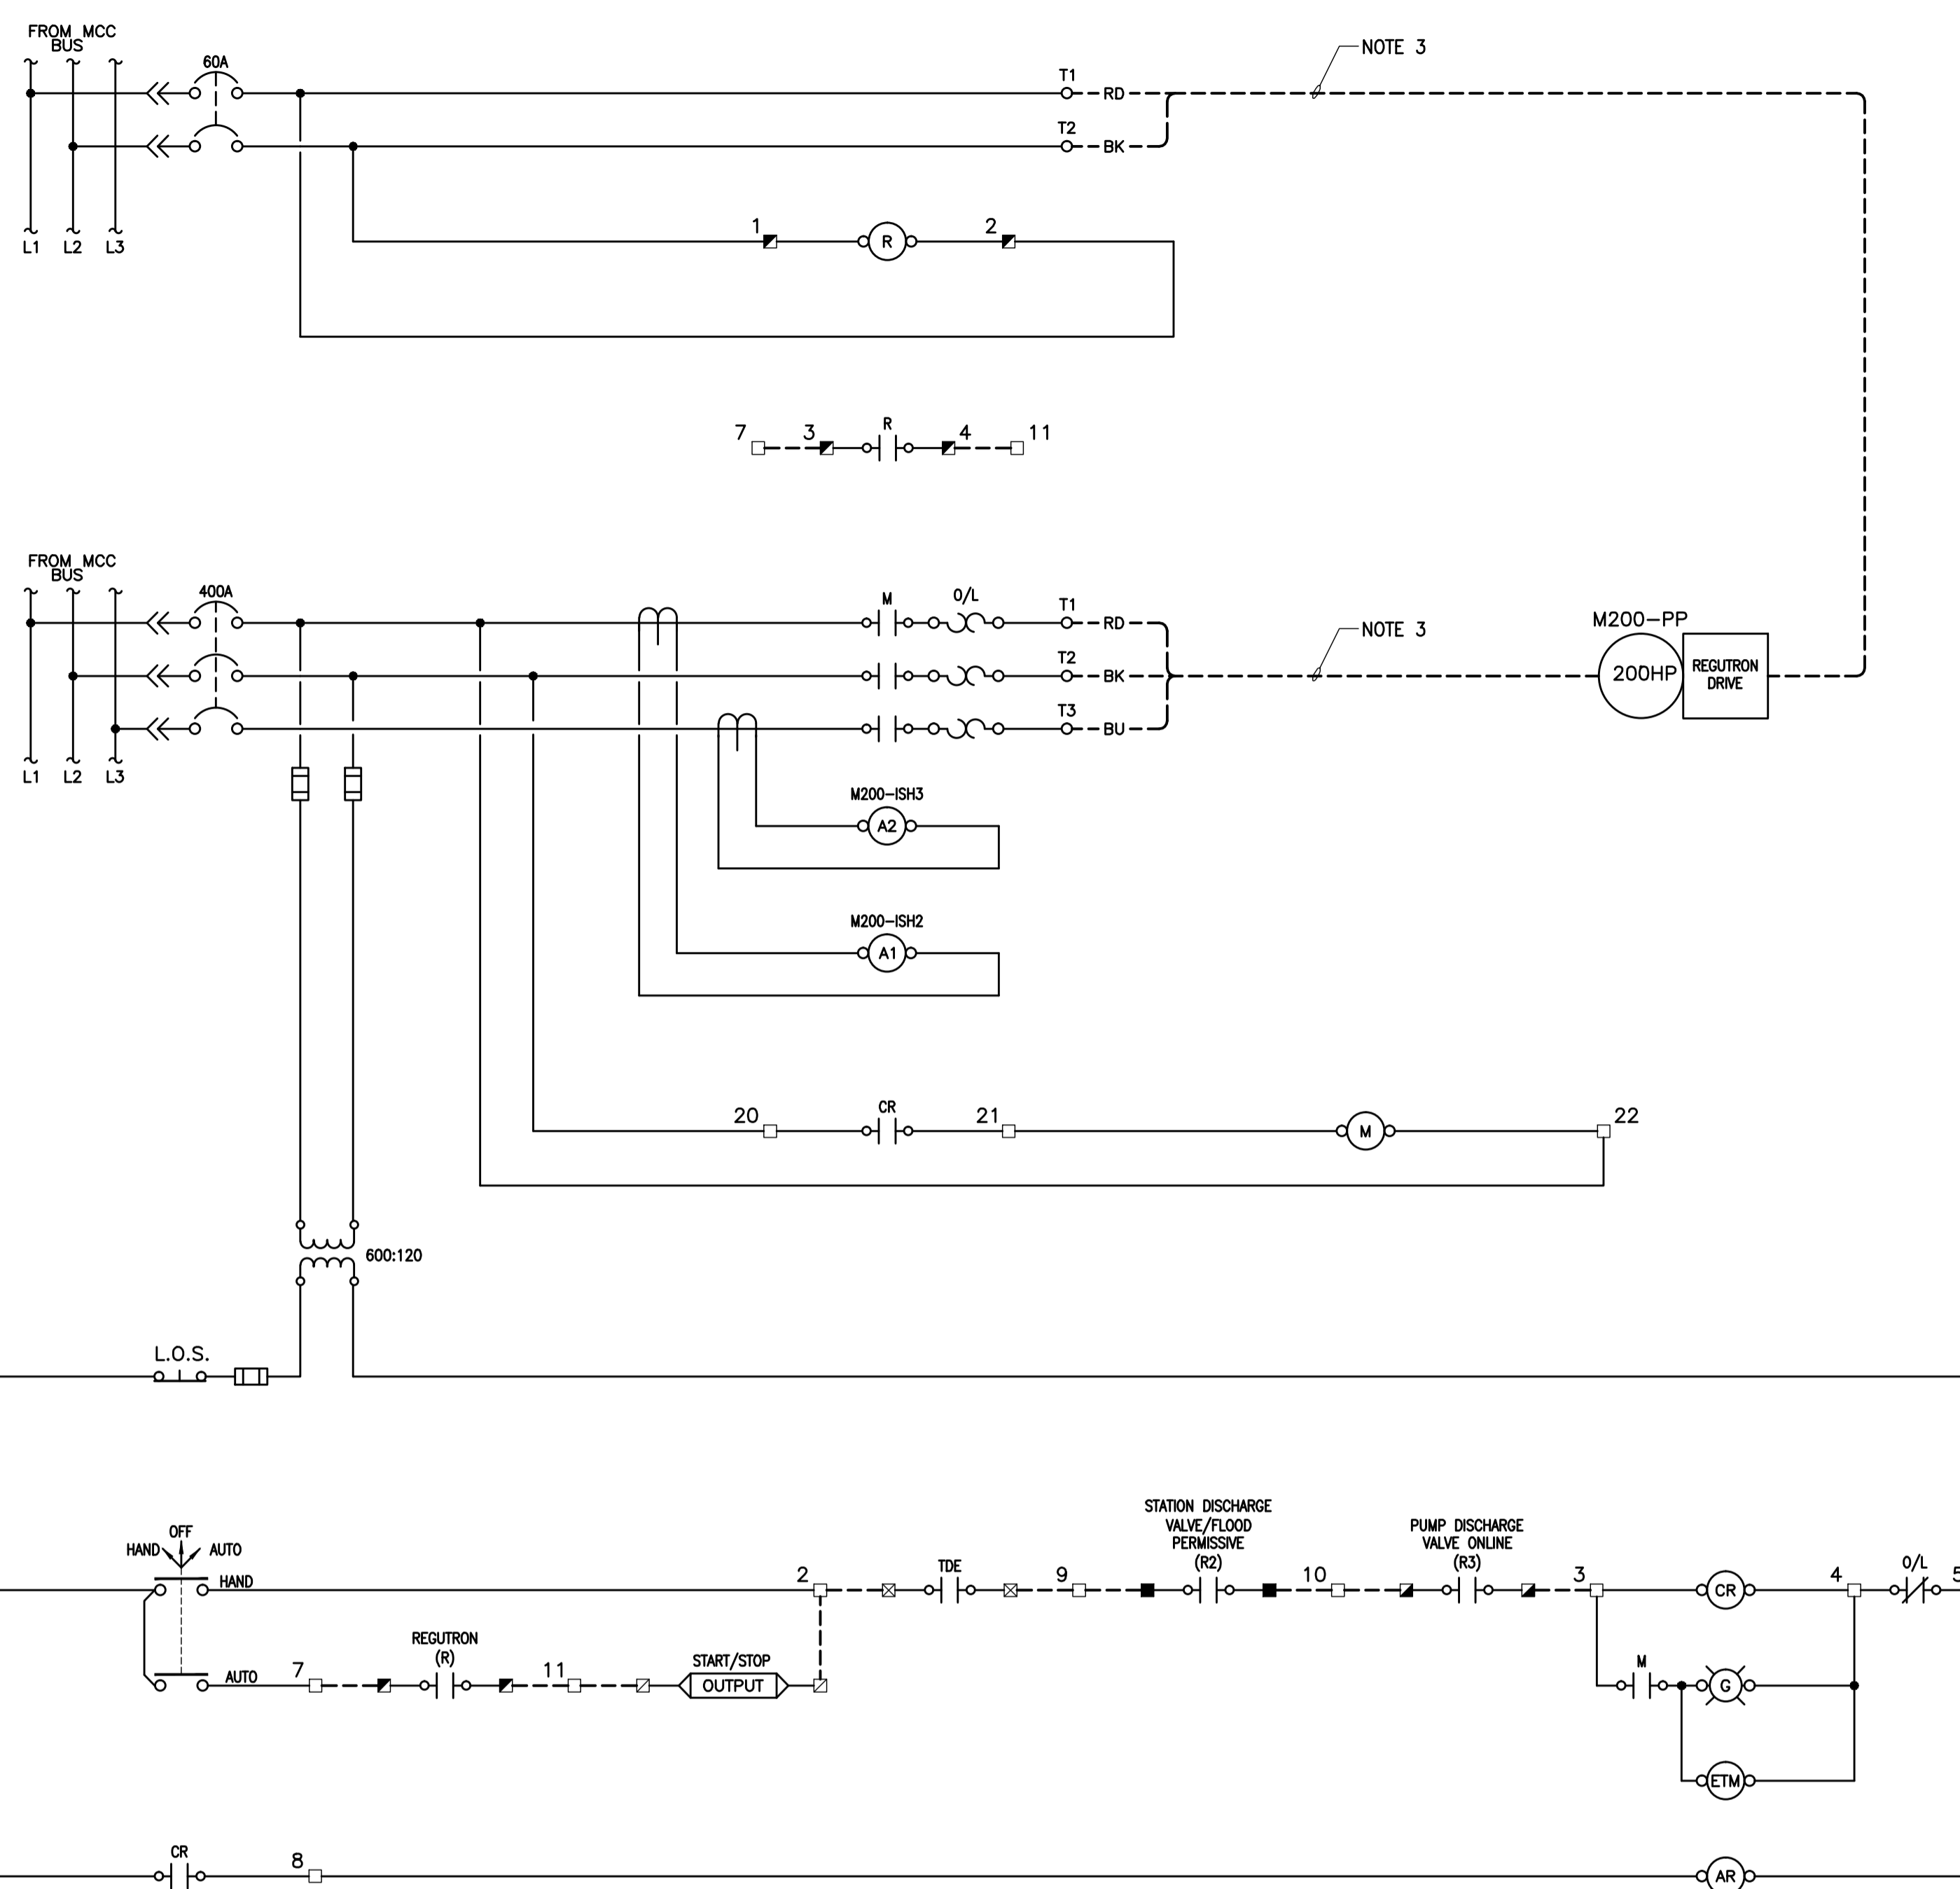 FROM MCC
BUS
60A
L1 L2 L3
T1
RD
T2
BK
NOTE 3
1
R
2
7
3
R
4
11
FROM MCC
BUS
400A
L1 L2 L3
M
O/L
T1
RD
T2
BK
T3
BU
NOTE 3
M200-PP
200HP
REGUTRON
DRIVE
M200-ISH3
A2
M200-ISH2
A1
20
CR
21
M
22
600:120
L.O.S.
OFF
HAND
AUTO
HAND
2
TDE
9
STATION DISCHARGE
VALVE/FLOOD
PERMISSIVE
(R2)
10
PUMP DISCHARGE
VALVE ONLINE
(R3)
3
CR
4
O/L
5
AUTO
7
REGUTRON
(R)
11
START/STOP
OUTPUT
M
G
ETM
CR
8
AR